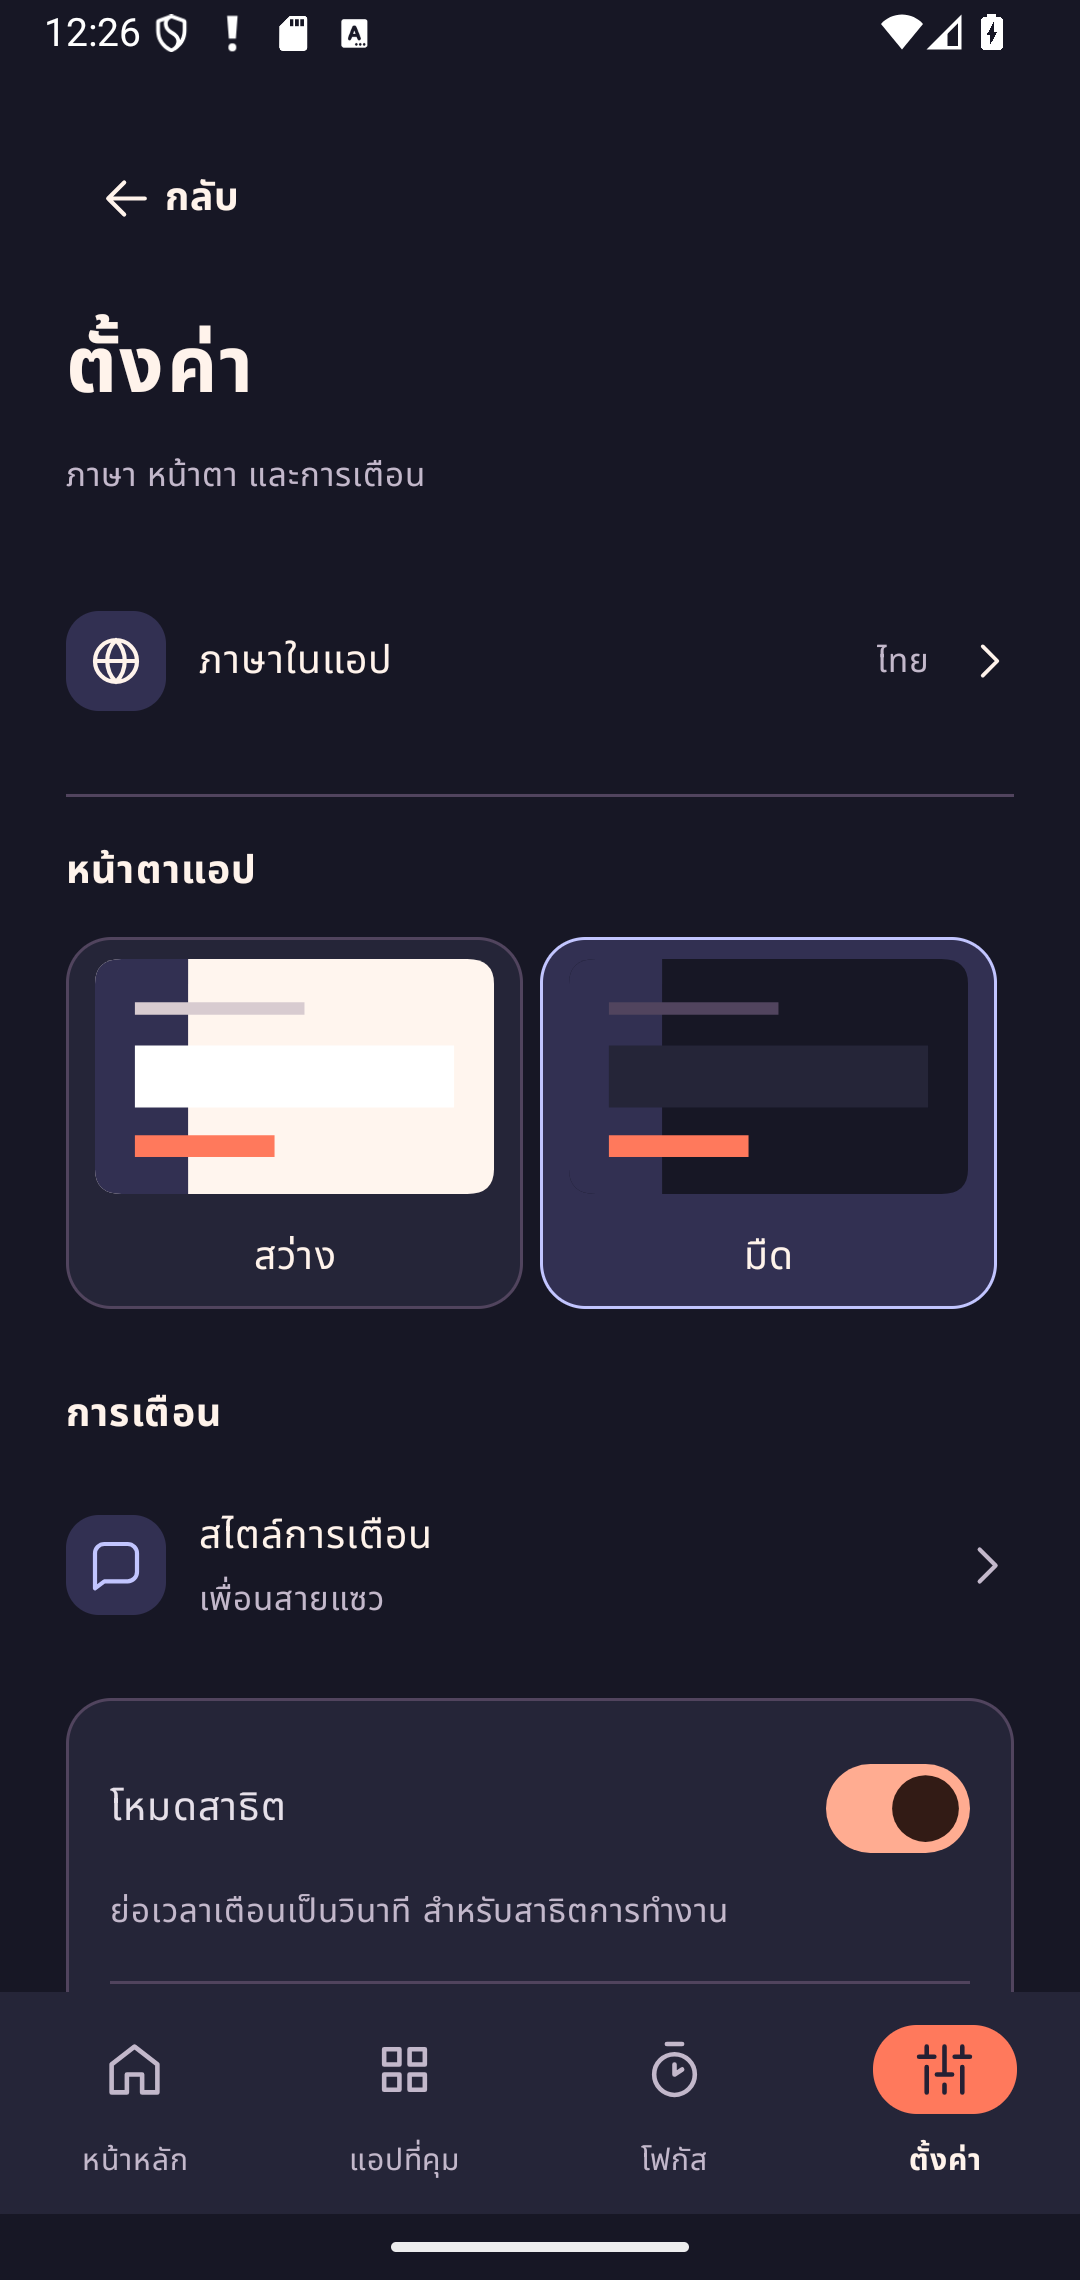 12:26
กลับ
ตั้งค่า
ภาษา หน้าตา และการเตือน
ภาษาในแอป
ไทย
หน้าตาแอป
สว่าง
มืด
การเตือน
สไตล์การเตือน
เพื่อนสายแซว
โหมดสาธิต
ย่อเวลาเตือนเป็นวินาที สำหรับสาธิตการทำงาน
หน้าหลัก
แอปที่คุม
โฟกัส
ตั้งค่า